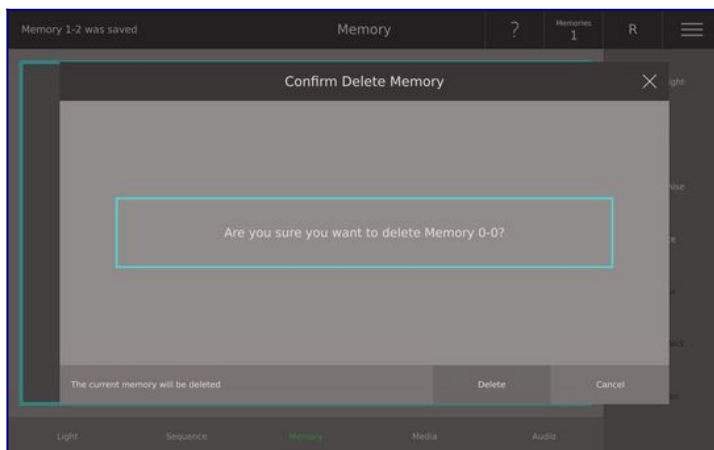 Memory 1-2 was saved
Memory
?
Memories
1
R
Confirm Delete Memory
ight
Are you sure you want to delete Memory 0-0?
The current memory will be deleted
Delete
Cancel
Light
Sequence
Memory
Media
Audio